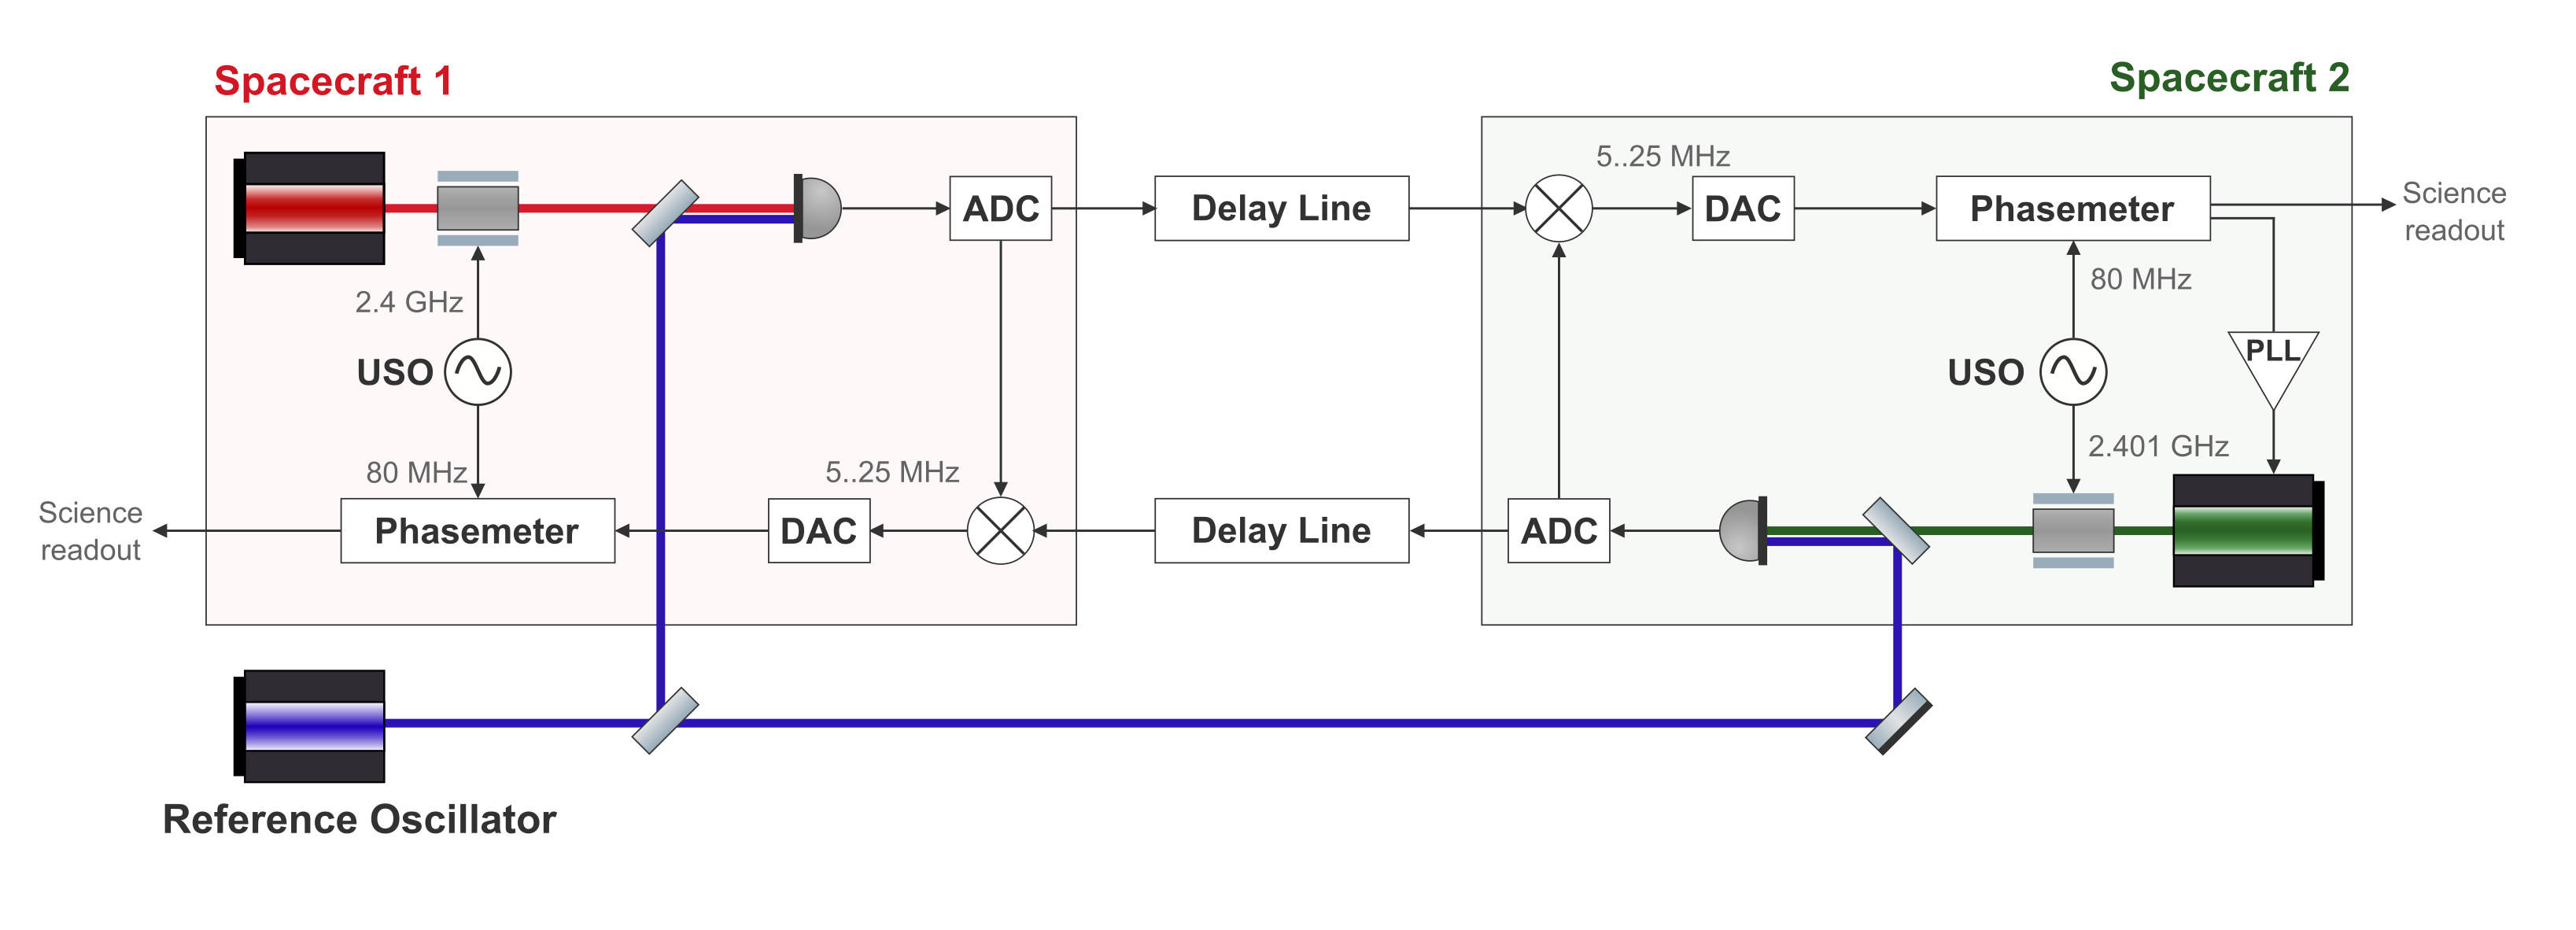 Spacecraft 1
Spacecraft 2
5..25 MHz
ADC
Delay Line
DAC
Phasemeter
Science
readout
2.4 GHz
80 MHz
USO
USO
PLL
80 MHz
5..25 MHz
2.401 GHz
Science
readout
Phasemeter
DAC
Delay Line
ADC
Reference Oscillator